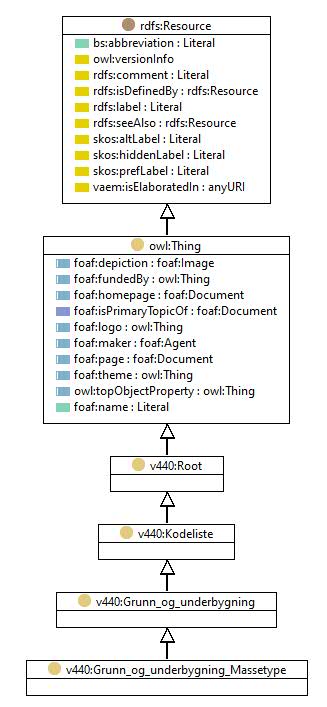 rdfs:Resource
bs:abbreviation : Literal
owl:versionInfo
rdfs:comment : Literal
rdfs:isDefinedBy : rdfs:Resource
rdfs:label : Literal
rdfs:seeAlso : rdfs:Resource
skos:altLabel : Literal
skos:hiddenLabel : Literal
skos:prefLabel : Literal
vaem:isElaboratedIn : anyURI
owl:Thing
foaf:depiction : foaf:Image
foaf:fundedBy : owl:Thing
foaf:homepage : foaf:Document
foaf:isPrimaryTopicOf : foaf:Document
foaf:logo : owl:Thing
foaf:maker : foaf:Agent
foaf:page : foaf:Document
foaf:theme : owl:Thing
owl:topObjectProperty : owl:Thing
foaf:name : Literal
v440:Root
v440:Kodeliste
v440:Grunn_og_underbygning
v440:Grunn_og_underbygning_Massetype